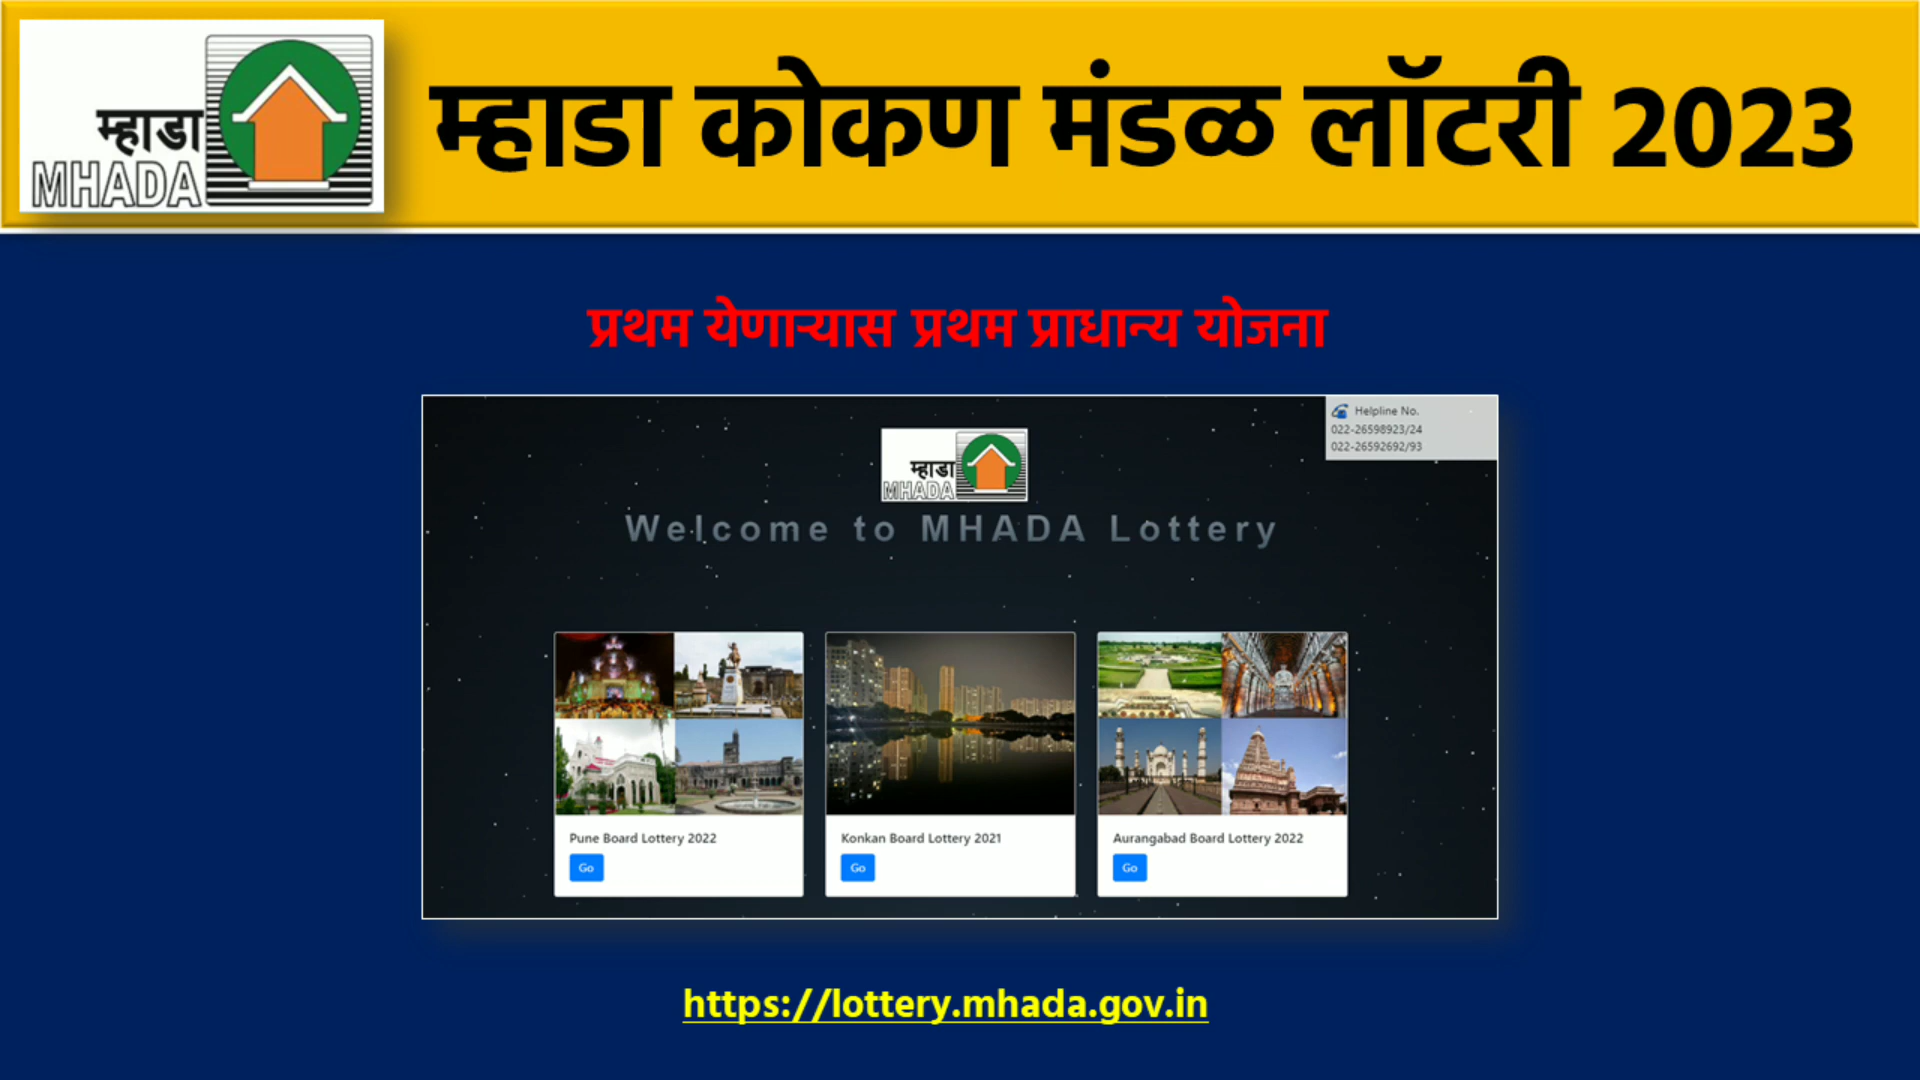 म्हाडा
MHADA
म्हाडा कोकण मंडळ लॉटरी 2023
प्रथम येणाऱ्यास प्रथम प्राधान्य योजना
Helpline No.
022-26598923/24
022-26592692/93
म्हाडा
MHADA
Welcome to MHADA Lottery
Pune Board Lottery 2022
Go
Konkan Board Lottery 2021
Go
Aurangabad Board Lottery 2022
Go
https://lottery.mhada.gov.in